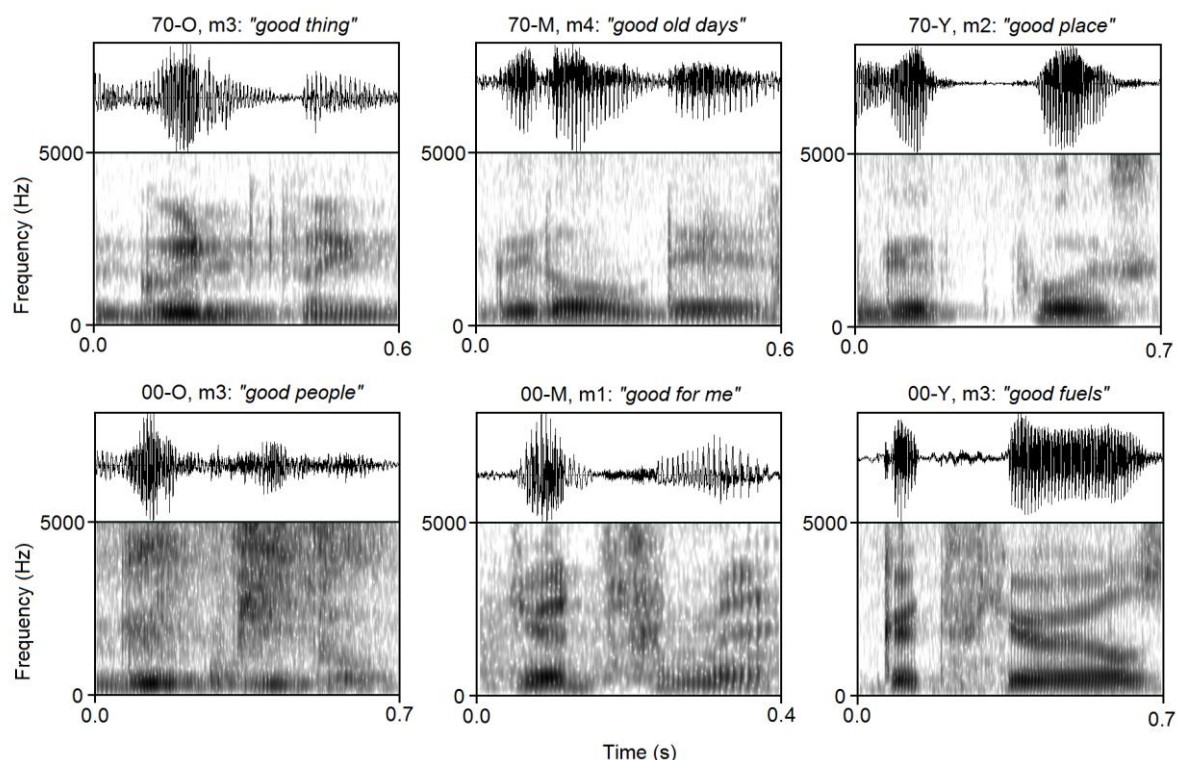 70-O, m3: "good thing"
70-M, m4: "good old days"
70-Y, m2: "good place"
5000
5000
5000
Frequency (Hz)
0
0
0
0.0
0.6
0.0
0.6
0.0
0.7
00-O, m3: "good people"
00-M, m1: "good for me"
00-Y, m3: "good fuels"
5000
5000
5000
Frequency (Hz)
0
0
0
0.0
0.7
0.0
0.4
0.0
0.7
Time (s)